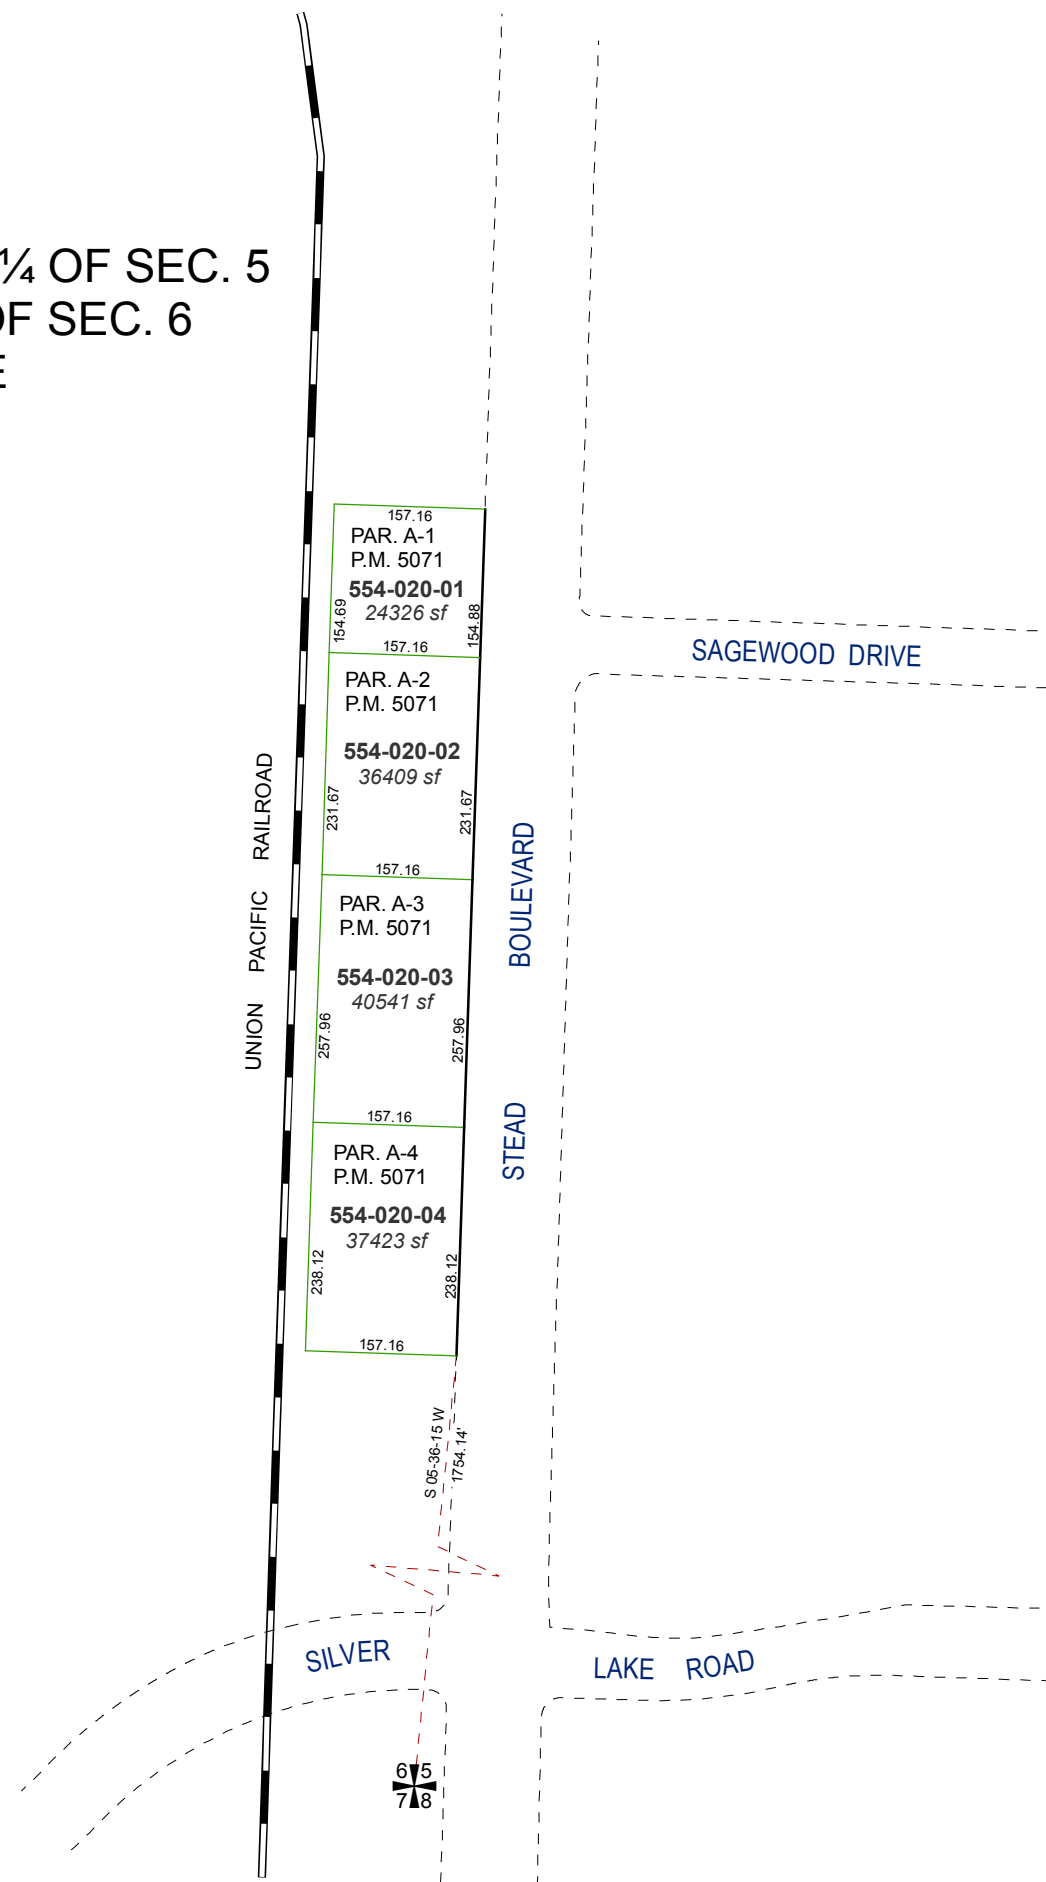 ¼ OF SEC. 5
OF SEC. 6
E
157.16
PAR. A-1
P.M. 5071
554-020-01
24326 sf
154.69
154.88
157.16
SAGEWOOD DRIVE
PAR. A-2
P.M. 5071
554-020-02
36409 sf
231.67
231.67
157.16
UNION PACIFIC RAILROAD
STEAD BOULEVARD
PAR. A-3
P.M. 5071
554-020-03
40541 sf
257.96
257.96
157.16
PAR. A-4
P.M. 5071
554-020-04
37423 sf
238.12
238.12
157.16
S 05-36-15 W
1754.14'
SILVER LAKE ROAD
6 5
7 8